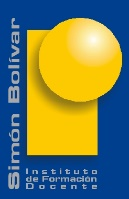 Simón Bolívar
Instituto
de Formación
Docente